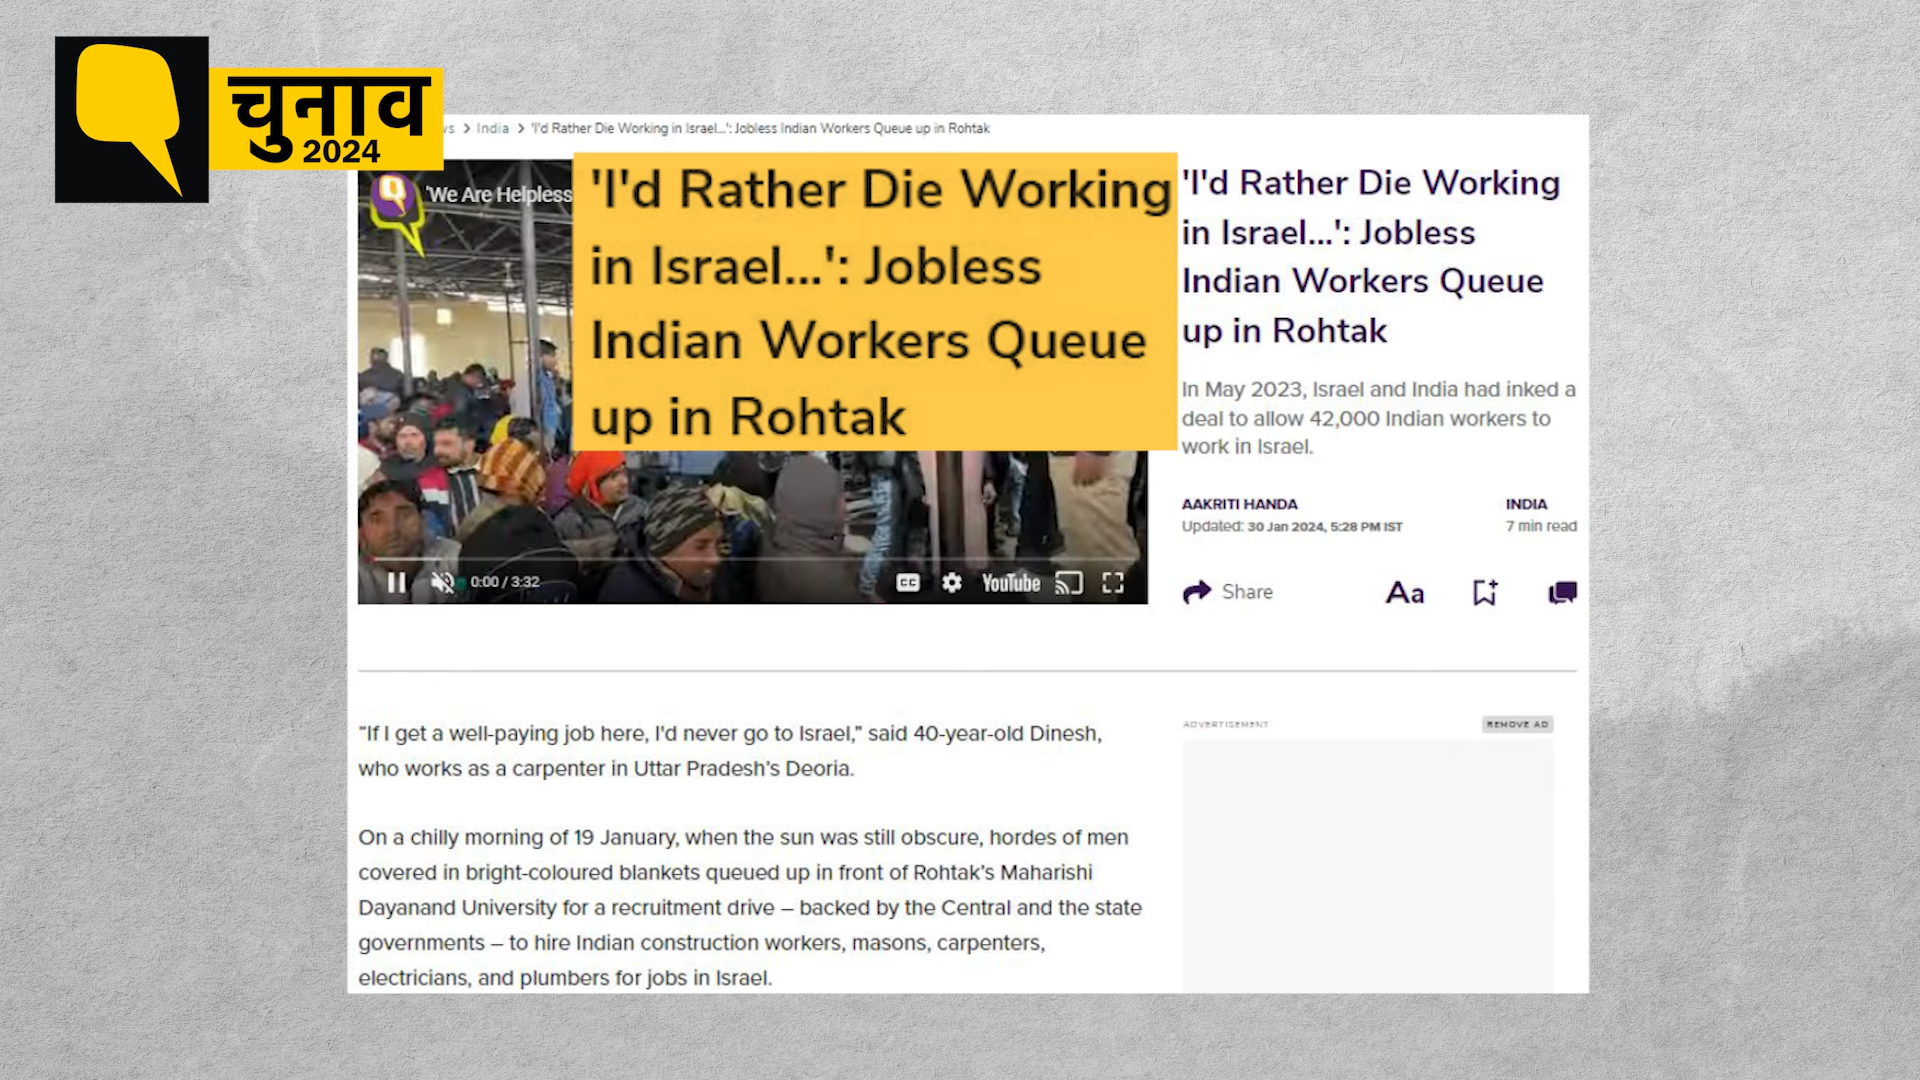 चुनाव
2024
India > 'I'd Rather Die Working in Israel...': Jobless Indian Workers Queue up in Rohtak
'We Are Helpless
'I'd Rather Die Working
in Israel...': Jobless
Indian Workers Queue
up in Rohtak
0:00 / 3:32
CC
YouTube
'I'd Rather Die Working
in Israel...': Jobless
Indian Workers Queue
up in Rohtak
In May 2023, Israel and India had inked a
deal to allow 42,000 Indian workers to
work in Israel.
AAKRITI HANDA
INDIA
Updated: 30 Jan 2024, 5:28 PM IST
7 min read
Share
Aa
"If I get a well-paying job here, I'd never go to Israel," said 40-year-old Dinesh,
who works as a carpenter in Uttar Pradesh's Deoria.
On a chilly morning of 19 January, when the sun was still obscure, hordes of men
covered in bright-coloured blankets queued up in front of Rohtak's Maharishi
Dayanand University for a recruitment drive – backed by the Central and the state
governments – to hire Indian construction workers, masons, carpenters,
electricians, and plumbers for jobs in Israel.
ADVERTISEMENT
REMOVE AD